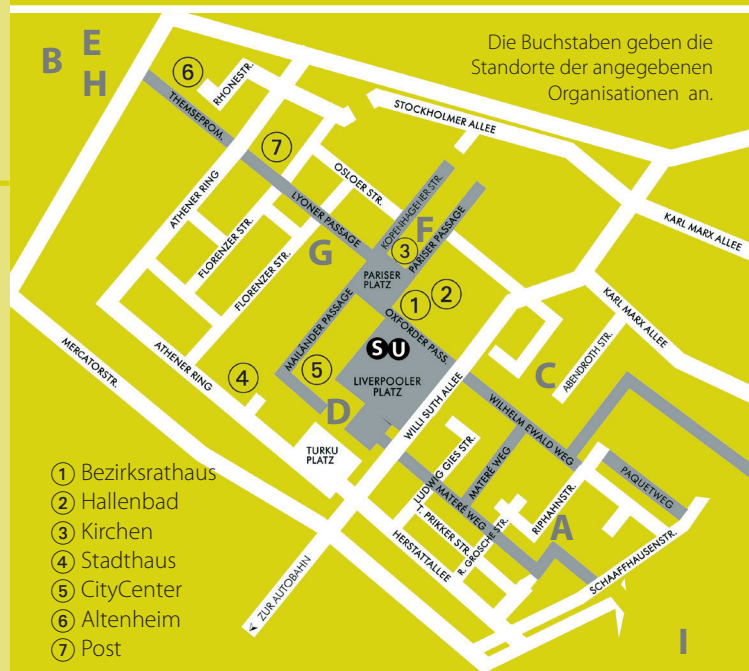 B
E
H
Die Buchstaben geben die
Standorte der angegebenen
Organisationen an.
6
RHONESTR.
THEMSEPROM.
STOCKHOLMER ALLEE
7
OSLOER STR.
LYONER PASSAGE
KOPENHAGENER STR.
ATHENER RING
F
KARL MARX ALLEE
3
PARISER PASSAGE
FLORENZER STR.
G
PARISER
PLATZ
FLORENZER STR.
1
2
KARL MARX ALLEE
OXFORDER PASS.
MAILÄNDER PASSAGE
MERCATORSTR.
ATHENER RING
S U
5
4
LIVERPOOLER
PLATZ
C
ABENDROTH STR.
D
WILLI SUTH ALLEE
WILHELM EWALD WEG
TURKU
PLATZ
LUDWIG GIES STR.
MATERÉ WEG
MATERÉ WEG
PAQUETWEG
RIPHAHNSTR.
T. PRIKKER STR.
R. GROSCHE STR.
A
HERSTATTALLEE
SCHAAFFHAUSENSTR.
ZUR AUTOBAHN
I
1 Bezirksrathaus
2 Hallenbad
3 Kirchen
4 Stadthaus
5 CityCenter
6 Altenheim
7 Post